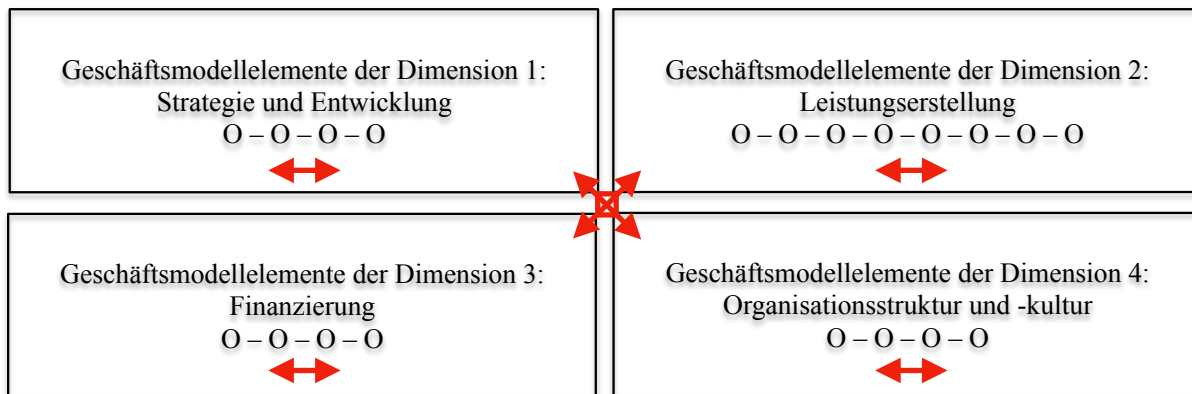 Geschäftsmodellelemente der Dimension 1:
Strategie und Entwicklung
O – O – O – O
Geschäftsmodellelemente der Dimension 2:
Leistungserstellung
O – O – O – O – O – O – O – O
Geschäftsmodellelemente der Dimension 3:
Finanzierung
O – O – O – O
Geschäftsmodellelemente der Dimension 4:
Organisationsstruktur und -kultur
O – O – O – O